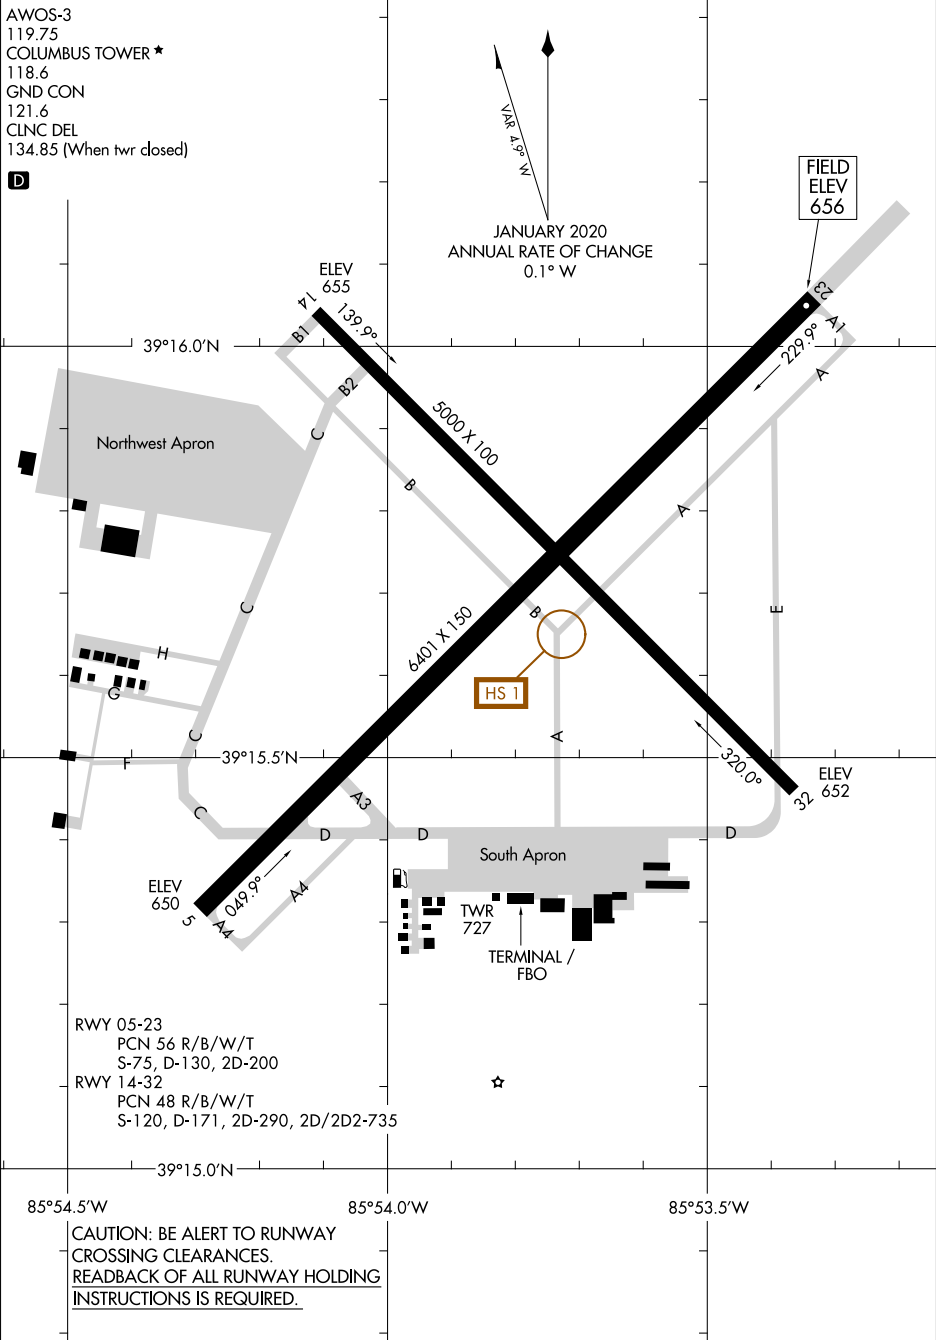 AWOS-3
119.75
COLUMBUS TOWER ★
118.6
GND CON
121.6
CLNC DEL
134.85 (When twr closed)
D
VAR 4.9° W
JANUARY 2020
ANNUAL RATE OF CHANGE
0.1° W
FIELD
ELEV
656
ELEV
655
14
139.9°
23
A1
229.9°
A
B1
B2
39°16.0'N
5000 X 100
C
Northwest Apron
B
A
C
E
B
6401 X 150
H
G
HS 1
C
A
39°15.5'N
F
320.0°
ELEV
652
32
A3
C
D
D
D
South Apron
ELEV
650
049.9°
A4
5
A4
TWR
727
TERMINAL /
FBO
RWY 05-23
PCN 56 R/B/W/T
S-75, D-130, 2D-200
RWY 14-32
PCN 48 R/B/W/T
S-120, D-171, 2D-290, 2D/2D2-735
39°15.0'N
85°54.5'W
85°54.0'W
85°53.5'W
CAUTION: BE ALERT TO RUNWAY
CROSSING CLEARANCES.
READBACK OF ALL RUNWAY HOLDING
INSTRUCTIONS IS REQUIRED.